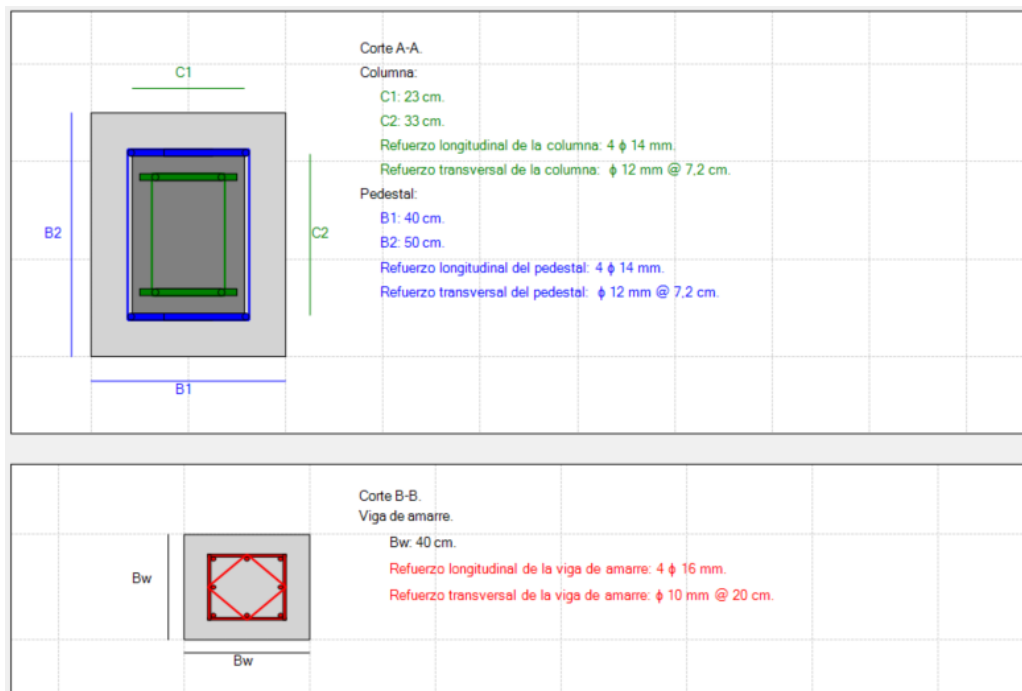 Corte A-A.
C1
Columna:
C1: 23 cm.
C2: 33 cm.
Refuerzo longitudinal de la columna: 4 ϕ 14 mm.
Refuerzo transversal de la columna: ϕ 12 mm @ 7,2 cm.
Pedestal:
B1: 40 cm.
B2
C2
Refuerzo longitudinal del pedestal: 4 ϕ 14 mm.
B2: 50 cm.
Refuerzo transversal del pedestal: ϕ 12 mm @ 7,2 cm.
B1
Corte B-B.
Viga de amarre.
Bw: 40 cm.
Bw
Refuerzo longitudinal de la viga de amarre: 4 ϕ 16 mm.
Refuerzo transversal de la viga de amarre: ϕ 10 mm @ 20 cm.
Bw